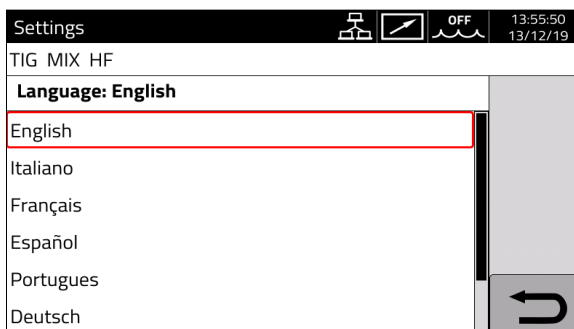 Settings
OFF
13:55:50
13/12/19
TIG MIX HF
Language: English
English
Italiano
Français
Español
Portugues
Deutsch